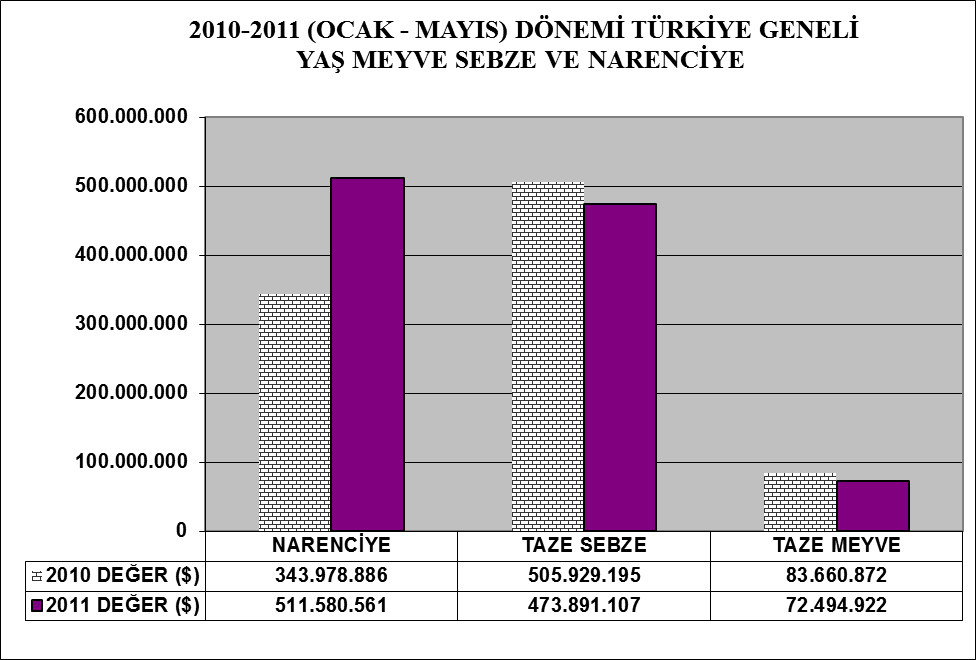 2010-2011 (OCAK - MAYIS) DÖNEMİ TÜRKİYE GENELİ
YAŞ MEYVE SEBZE VE NARENCİYE
600.000.000
500.000.000
400.000.000
300.000.000
200.000.000
100.000.000
0
NARENCİYE TAZE SEBZE TAZE MEYVE
2010 DEĞER ($) 343.978.886 505.929.195 83.660.872
2011 DEĞER ($) 511.580.561 473.891.107 72.494.922